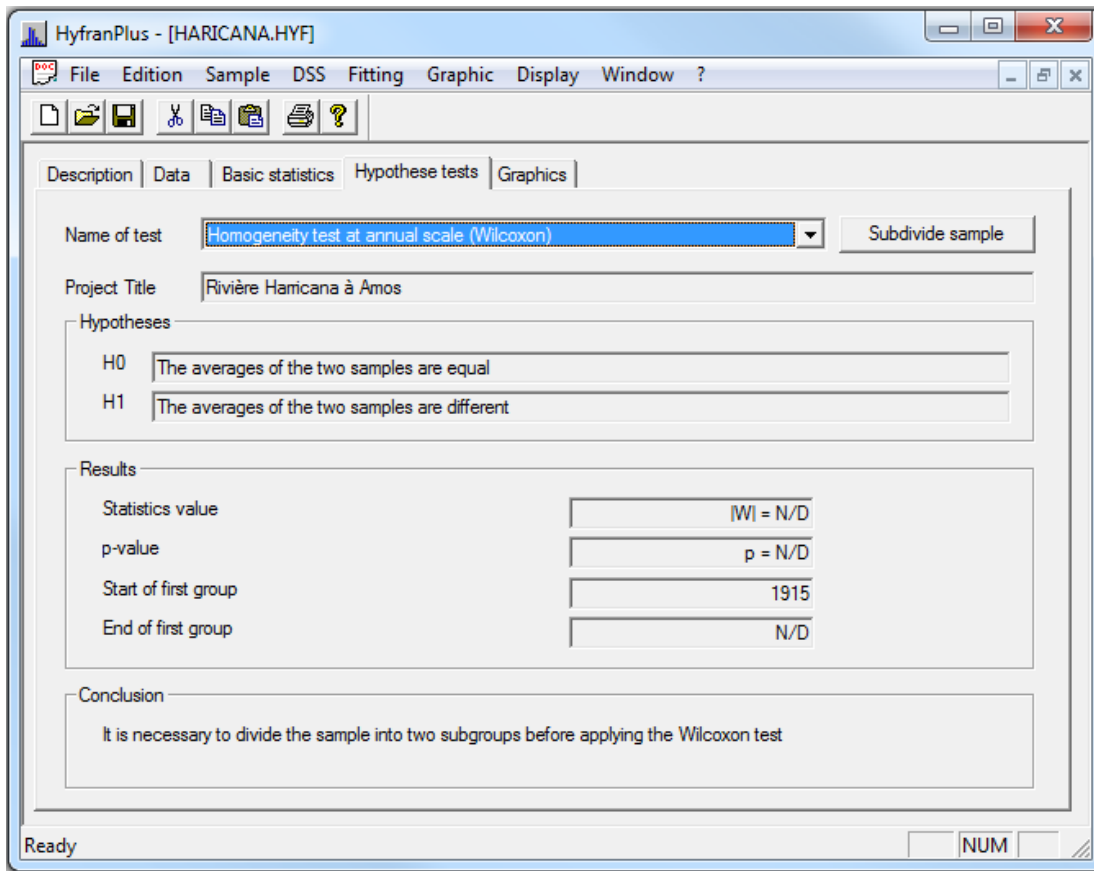 HyfranPlus - [HARICANA.HYF]
DOC File Edition Sample DSS Fitting Graphic Display Window ?
Description Data Basic statistics Hypothese tests Graphics
Name of test Homogeneity test at annual scale (Wilcoxon) Subdivide sample
Project Title Rivière Harricana à Amos
Hypotheses
H0 The averages of the two samples are equal
H1 The averages of the two samples are different
Results
Statistics value |W| = N/D
p-value p = N/D
Start of first group 1915
End of first group N/D
Conclusion
It is necessary to divide the sample into two subgroups before applying the Wilcoxon test
Ready NUM